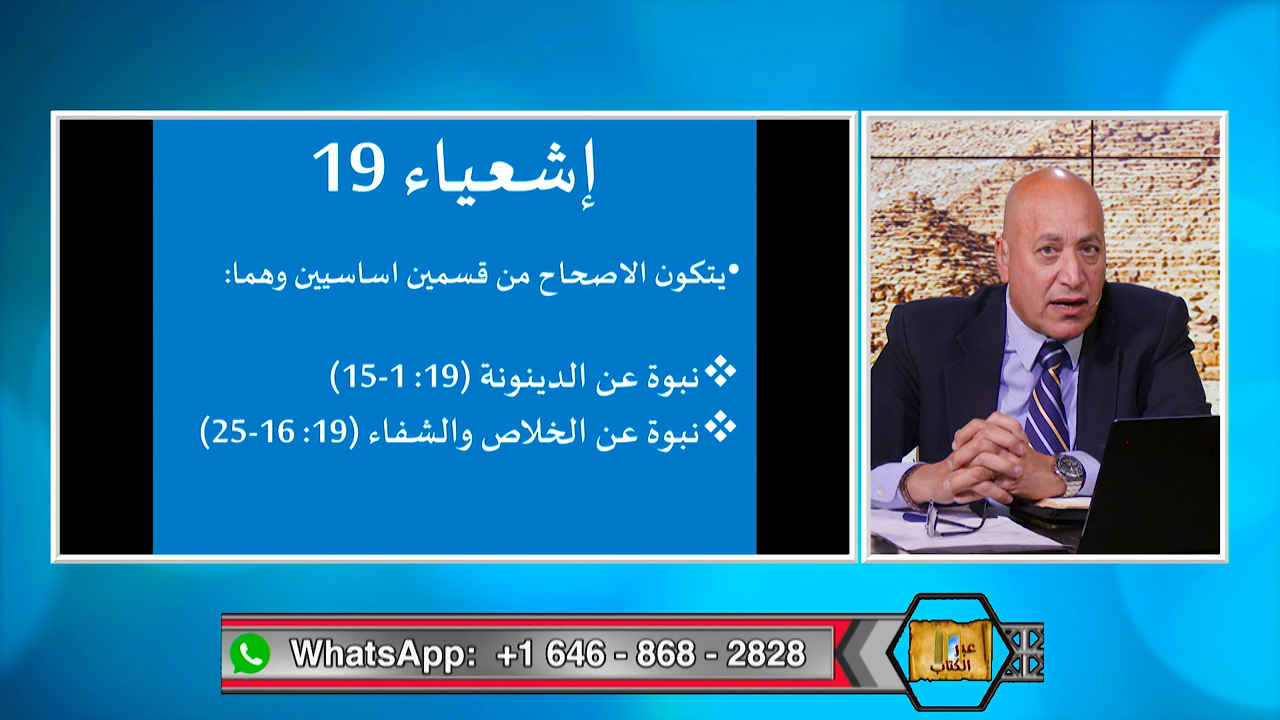 إشعياء 19
•يتكون الاصحاح من قسمين اساسيين وهما:
❖نبوة عن الدينونة (19: 1-15)
❖نبوة عن الخلاص والشفاء (19: 16-25)
WhatsApp: +1 646 - 868 - 2828
عبر
الكتاب